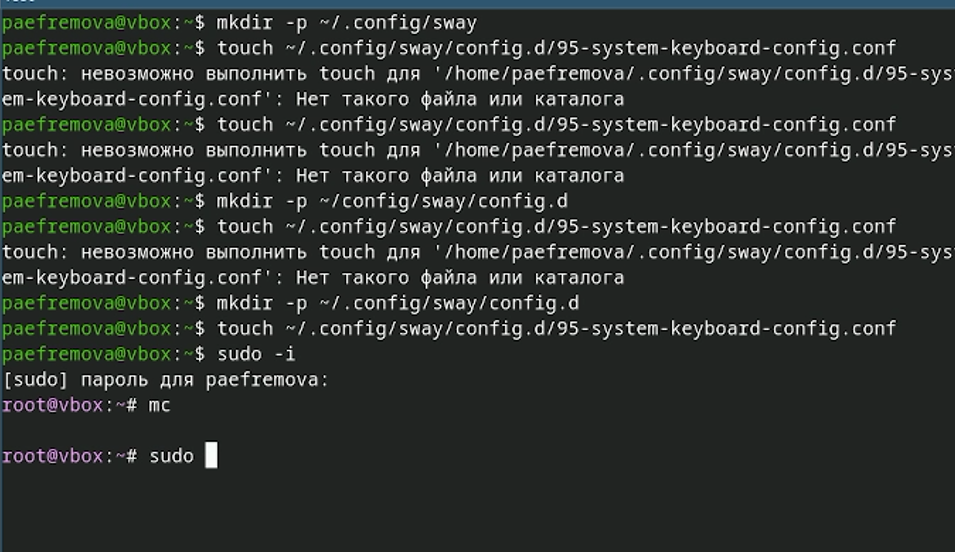 paefremova@vbox:~$ mkdir -p ~/.config/sway
paefremova@vbox:~$ touch ~/.config/sway/config.d/95-system-keyboard-config.conf
touch: невозможно выполнить touch для '/home/paefremova/.config/sway/config.d/95-sys
em-keyboard-config.conf': Нет такого файла или каталога
paefremova@vbox:~$ touch ~/.config/sway/config.d/95-system-keyboard-config.conf
touch: невозможно выполнить touch для '/home/paefremova/.config/sway/config.d/95-sys
em-keyboard-config.conf': Нет такого файла или каталога
paefremova@vbox:~$ mkdir -p ~/config/sway/config.d
paefremova@vbox:~$ touch ~/.config/sway/config.d/95-system-keyboard-config.conf
touch: невозможно выполнить touch для '/home/paefremova/.config/sway/config.d/95-sys
em-keyboard-config.conf': Нет такого файла или каталога
paefremova@vbox:~$ mkdir -p ~/.config/sway/config.d
paefremova@vbox:~$ touch ~/.config/sway/config.d/95-system-keyboard-config.conf
paefremova@vbox:~$ sudo -i
[sudo] пароль для paefremova:
root@vbox:~# mc
root@vbox:~# sudo